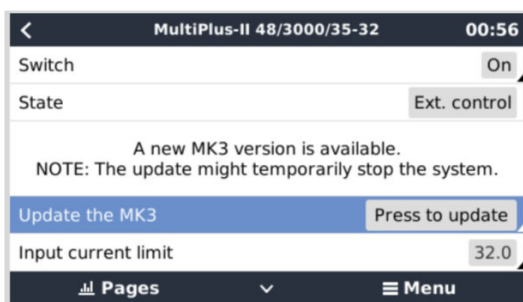 MultiPlus-II 48/3000/35-32 00:56
Switch On
State Ext. control
A new MK3 version is available.
NOTE: The update might temporarily stop the system.
Update the MK3 Press to update
Input current limit 32.0
Pages Menu